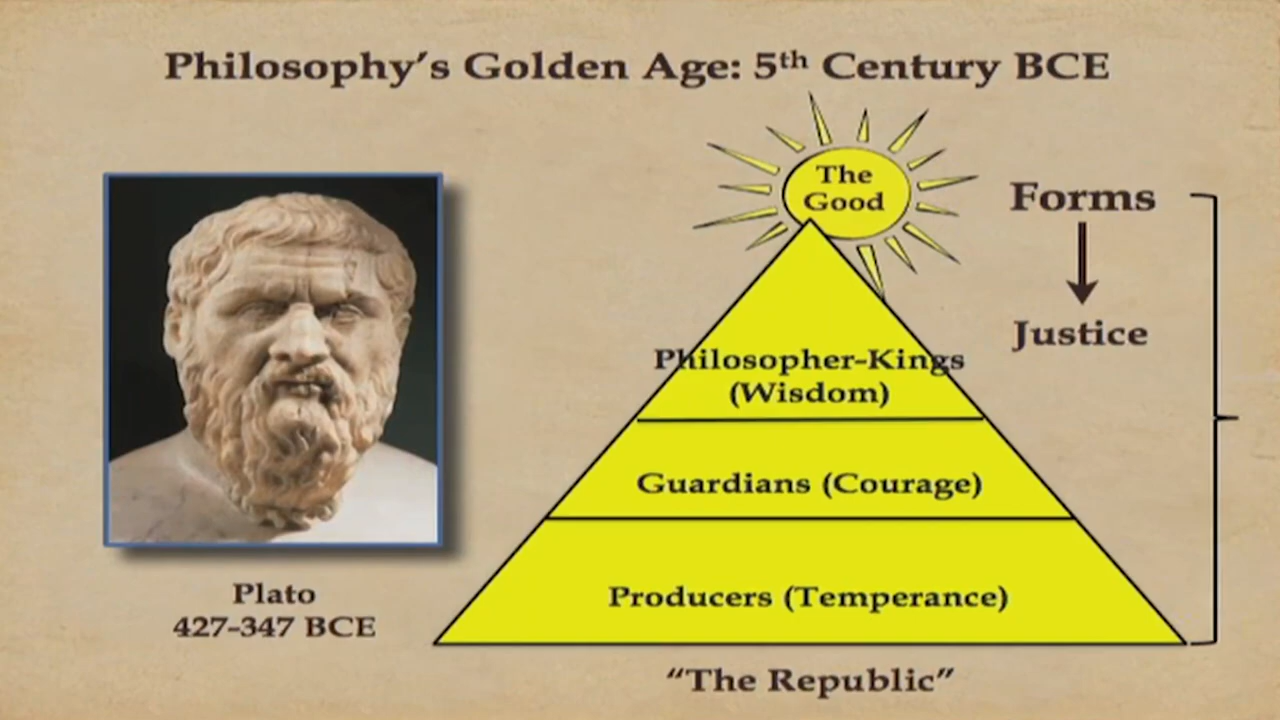 Philosophy’s Golden Age: 5th Century BCE
The
Good
Forms
Justice
Philosopher-Kings
(Wisdom)
Guardians (Courage)
Producers (Temperance)
Plato
427-347 BCE
“The Republic”